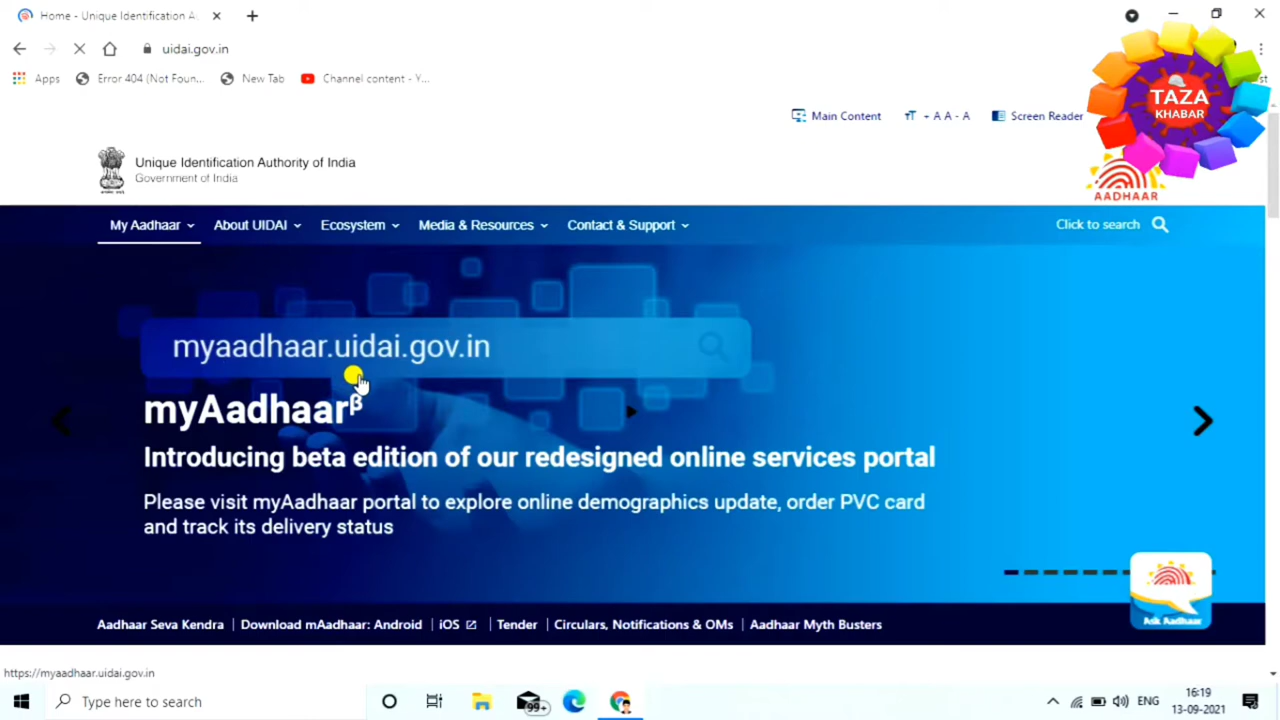 Home - Unique Identification A
uidai.gov.in
Apps
Error 404 (Not Foun...
New Tab
Channel content - Y...
TAZA
KHABAR
Main Content
TT + A A - A
Screen Reader
Unique Identification Authority of India
Government of India
AADHAAR
My Aadhaar
About UIDAI
Ecosystem
Media & Resources
Contact & Support
Click to search
myaadhaar.uidai.gov.in
myAadhaarᵝ
Introducing beta edition of our redesigned online services portal
Please visit myAadhaar portal to explore online demographics update, order PVC card
and track its delivery status
Ask Aadhaar
Aadhaar Seva Kendra | Download mAadhaar: Android | iOS | Tender | Circulars, Notifications & OMs | Aadhaar Myth Busters
https://myaadhaar.uidai.gov.in
Type here to search
99+
ENG
16:19
13-09-2021